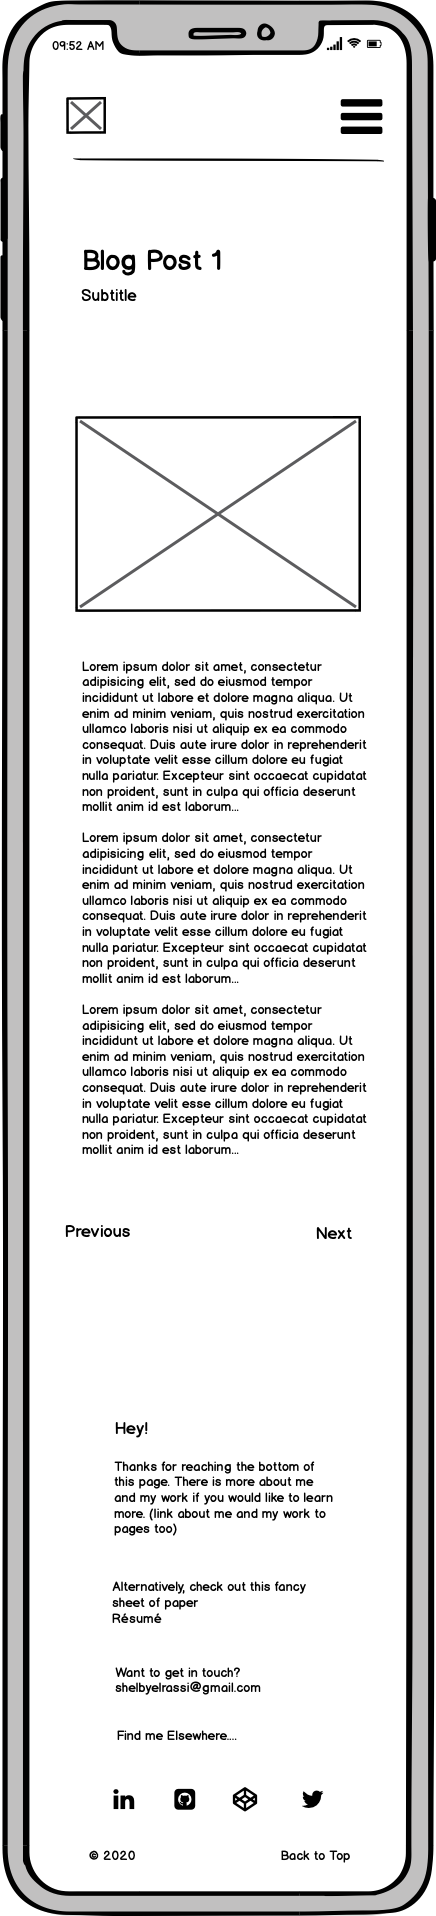 09:52 AM
Blog Post 1
Subtitle
Lorem ipsum dolor sit amet, consectetur
adipisicing elit, sed do eiusmod tempor
incididunt ut labore et dolore magna aliqua. Ut
enim ad minim veniam, quis nostrud exercitation
ullamco laboris nisi ut aliquip ex ea commodo
consequat. Duis aute irure dolor in reprehenderit
in voluptate velit esse cillum dolore eu fugiat
nulla pariatur. Excepteur sint occaecat cupidatat
non proident, sunt in culpa qui officia deserunt
mollit anim id est laborum...
Lorem ipsum dolor sit amet, consectetur
adipisicing elit, sed do eiusmod tempor
incididunt ut labore et dolore magna aliqua. Ut
enim ad minim veniam, quis nostrud exercitation
ullamco laboris nisi ut aliquip ex ea commodo
consequat. Duis aute irure dolor in reprehenderit
in voluptate velit esse cillum dolore eu fugiat
nulla pariatur. Excepteur sint occaecat cupidatat
non proident, sunt in culpa qui officia deserunt
mollit anim id est laborum...
Lorem ipsum dolor sit amet, consectetur
adipisicing elit, sed do eiusmod tempor
incididunt ut labore et dolore magna aliqua. Ut
enim ad minim veniam, quis nostrud exercitation
ullamco laboris nisi ut aliquip ex ea commodo
consequat. Duis aute irure dolor in reprehenderit
in voluptate velit esse cillum dolore eu fugiat
nulla pariatur. Excepteur sint occaecat cupidatat
non proident, sunt in culpa qui officia deserunt
mollit anim id est laborum...
Previous
Next
Hey!
Thanks for reaching the bottom of
this page. There is more about me
and my work if you would like to learn
more. (link about me and my work to
pages too)
Alternatively, check out this fancy
sheet of paper
Résumé
Want to get in touch?
shelbyelrassi@gmail.com
Find me Elsewhere....
in
© 2020
Back to Top